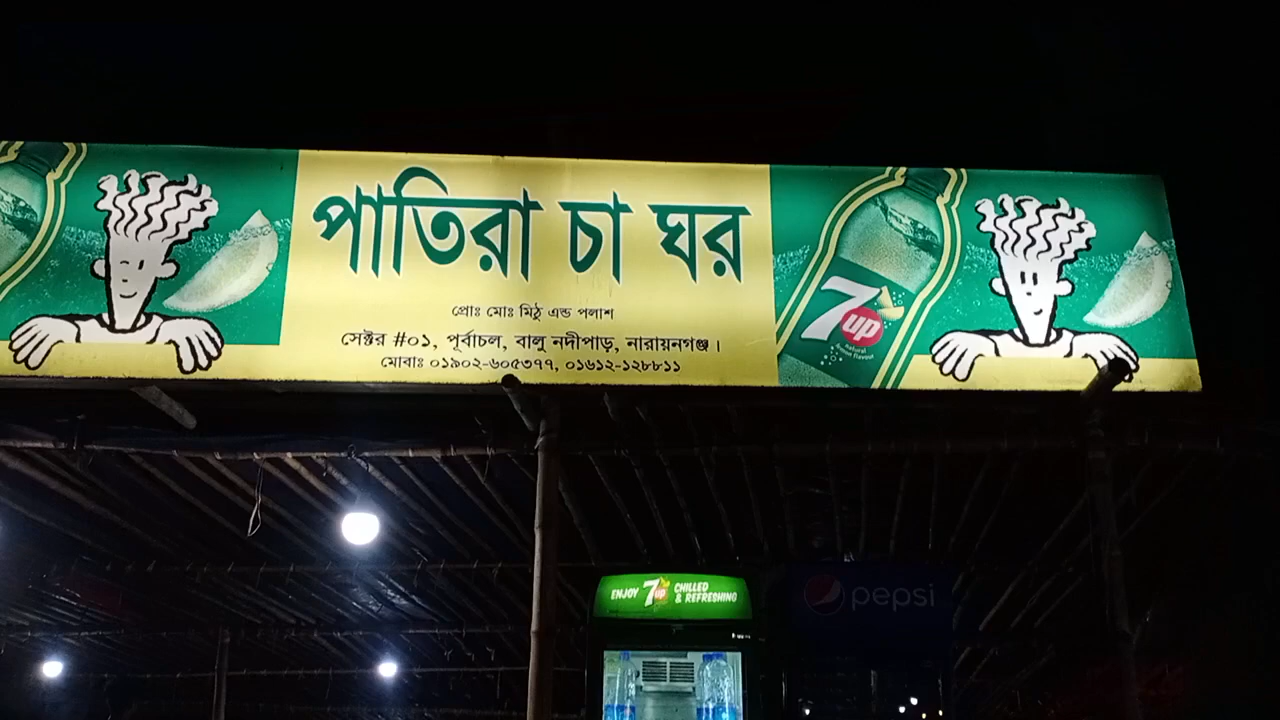 পাতিরা চা ঘর
প্রোঃ মোঃ মিঠু এন্ড পলাশ
সেক্টর #০১, পূর্বাচল, বালু নদীপাড়, নারায়নগঞ্জ।
মোবাঃ ০১৯০২-৬০৫৩৭৭, ০১৬১২-১২৮৮১১
7up
natural
lemon flavour
ENJOY 7up CHILLED
& REFRESHING
pepsi